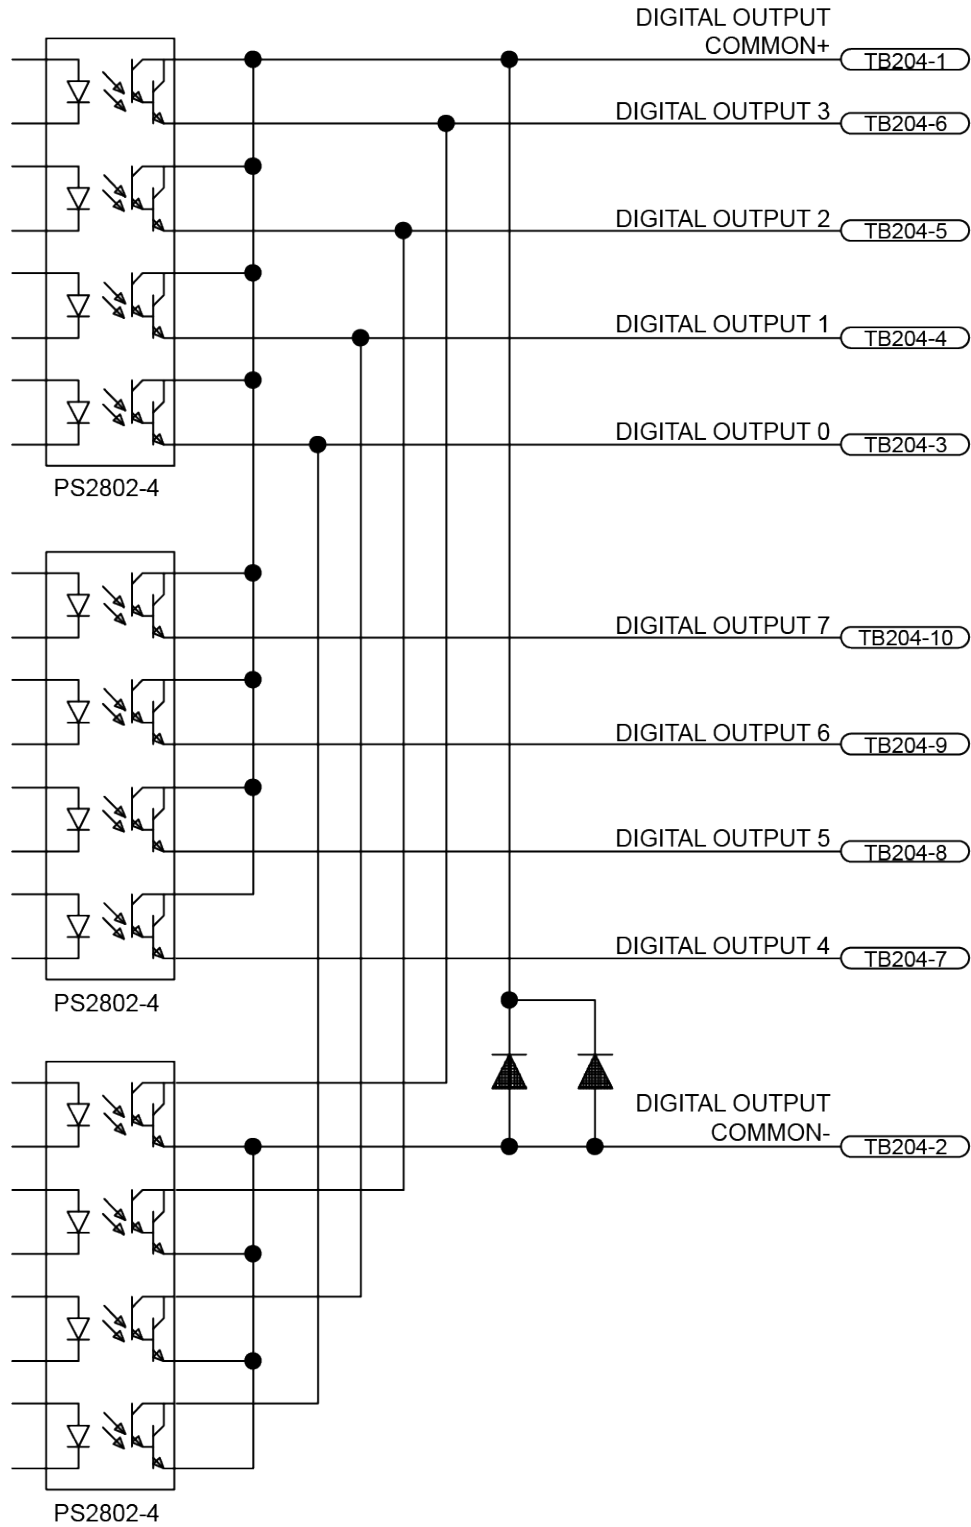 DIGITAL OUTPUT
COMMON+
TB204-1
DIGITAL OUTPUT 3
TB204-6
DIGITAL OUTPUT 2
TB204-5
DIGITAL OUTPUT 1
TB204-4
DIGITAL OUTPUT 0
TB204-3
PS2802-4
DIGITAL OUTPUT 7
TB204-10
DIGITAL OUTPUT 6
TB204-9
DIGITAL OUTPUT 5
TB204-8
DIGITAL OUTPUT 4
TB204-7
PS2802-4
DIGITAL OUTPUT
COMMON-
TB204-2
PS2802-4